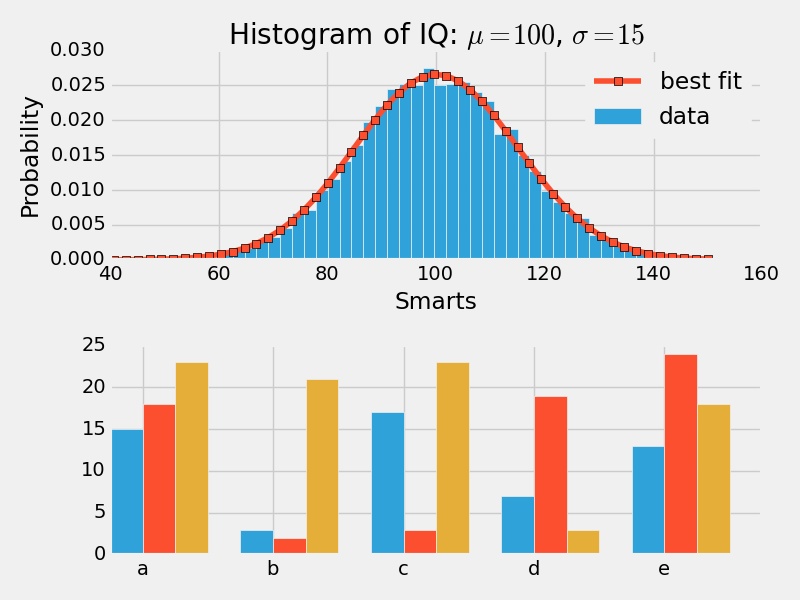 Histogram of IQ: μ = 100, σ = 15
0.030
0.025
0.020
0.015
0.010
0.005
0.000
Probability
best fit
data
40 60 80 100 120 140 160
Smarts
25
20
15
10
5
0
a b c d e